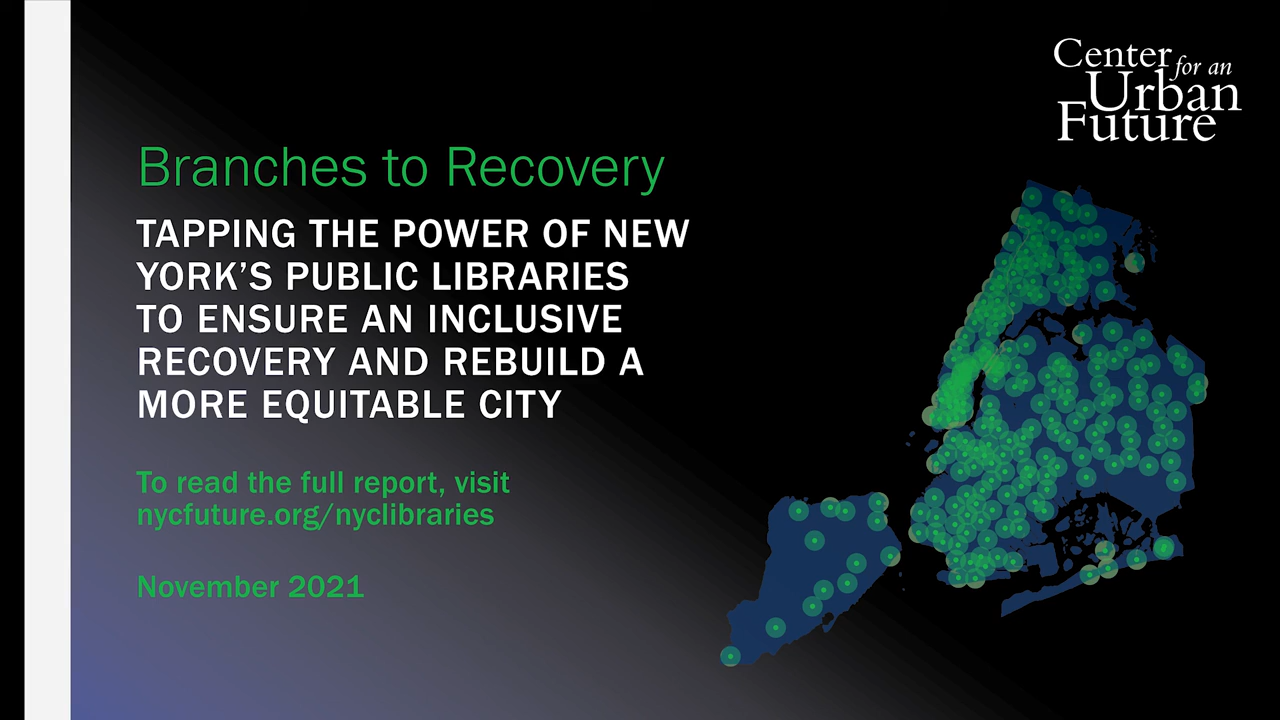 Center for an
Urban
Future
Branches to Recovery
TAPPING THE POWER OF NEW
YORK’S PUBLIC LIBRARIES
TO ENSURE AN INCLUSIVE
RECOVERY AND REBUILD A
MORE EQUITABLE CITY
To read the full report, visit
nycfuture.org/nyclibraries
November 2021